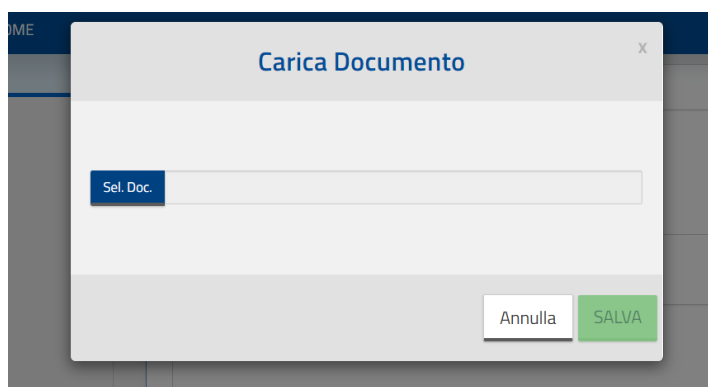 OME
Carica Documento
x
Sel. Doc.
Annulla
SALVA